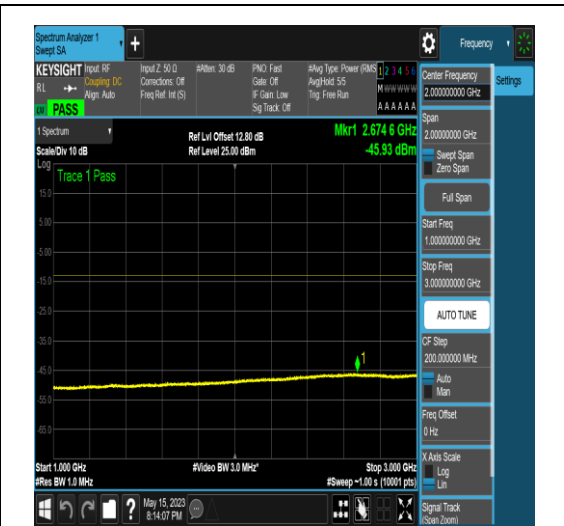 Spectrum Analyzer 1
Swept SA
+
Frequency
KEYSIGHT
RL
PASS
Input: RF
Coupling: DC
Align: Auto
Input Z: 50 Ω
Corrections: Off
Freq Ref: Int (S)
#Atten: 30 dB
PNO: Fast
Gate: Off
IF Gain: Low
Sig Track: Off
#Avg Type: Power (RMS
Avg|Hold: 5/5
Trig: Free Run
1 2 3 4 5 6
M W W W W W
A A A A A A
1 Spectrum
Scale/Div 10 dB
Ref Lvl Offset 12.80 dB
Ref Level 25.00 dBm
Mkr1 2.674 6 GHz
-45.93 dBm
Log
Trace 1 Pass
15.0
5.00
-5.00
-15.0
-25.0
-35.0
-45.0
-55.0
-65.0
1
Start 1.000 GHz
#Res BW 1.0 MHz
#Video BW 3.0 MHz*
Stop 3.000 GHz
#Sweep ~1.00 s (10001 pts)
May 15, 2023
8:14:07 PM
Center Frequency
2.000000000 GHz
Span
2.00000000 GHz
Swept Span
Zero Span
Full Span
Start Freq
1.000000000 GHz
Stop Freq
3.000000000 GHz
AUTO TUNE
CF Step
200.000000 MHz
Auto
Man
Freq Offset
0 Hz
X Axis Scale
Log
Lin
Signal Track
(Span Zoom)
Settings